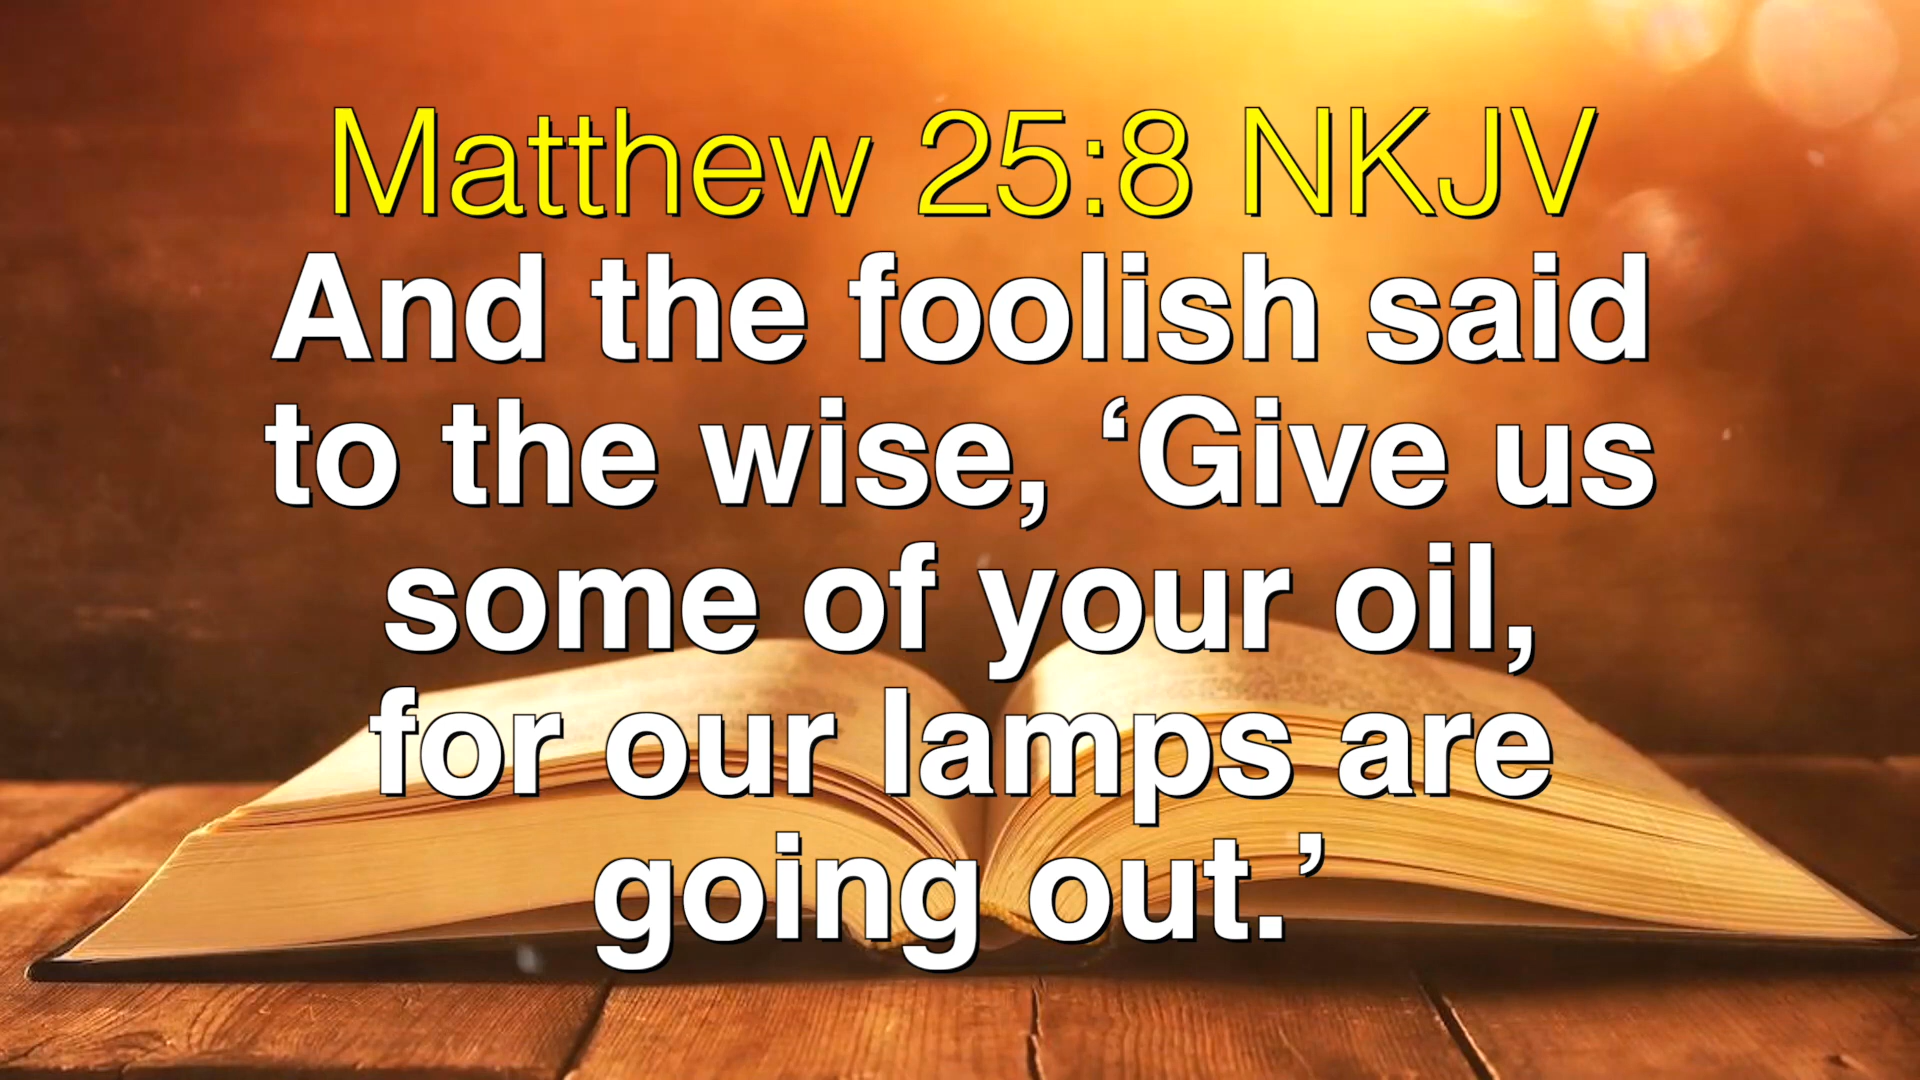 Matthew 25:8 NKJV
And the foolish said
to the wise, ‘Give us
some of your oil,
for our lamps are
going out.’